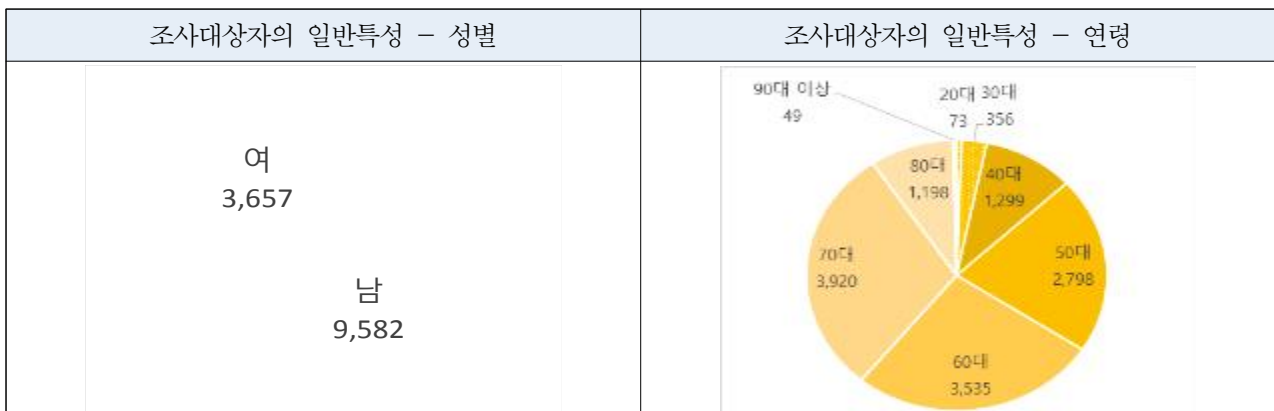 조사대상자의 일반특성 - 성별
조사대상자의 일반특성 - 연령
여
3,657
남
9,582
90대 이상
49
20대
73
30대
356
80대
1,198
40대
1,299
70대
3,920
50대
2,798
60대
3,535